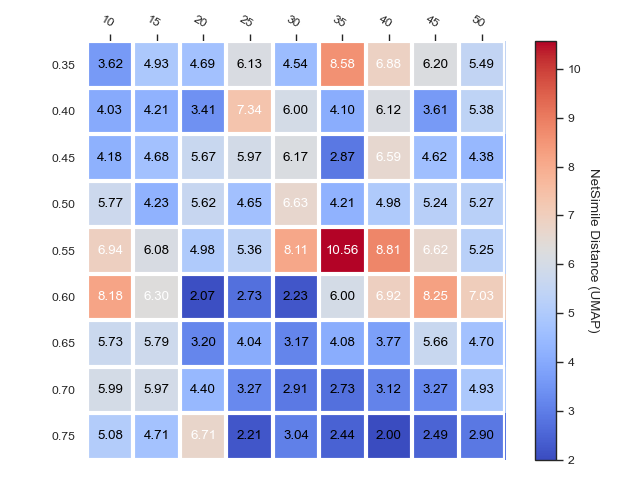 10 15 20 25 30 35 40 45 50
0.35 3.62 4.93 4.69 6.13 4.54 8.58 6.88 6.20 5.49
0.40 4.03 4.21 3.41 7.34 6.00 4.10 6.12 3.61 5.38
0.45 4.18 4.68 5.67 5.97 6.17 2.87 6.59 4.62 4.38
0.50 5.77 4.23 5.62 4.65 6.63 4.21 4.98 5.24 5.27
0.55 6.94 6.08 4.98 5.36 8.11 10.56 8.81 6.62 5.25
0.60 8.18 6.30 2.07 2.73 2.23 6.00 6.92 8.25 7.03
0.65 5.73 5.79 3.20 4.04 3.17 4.08 3.77 5.66 4.70
0.70 5.99 5.97 4.40 3.27 2.91 2.73 3.12 3.27 4.93
0.75 5.08 4.71 6.71 2.21 3.04 2.44 2.00 2.49 2.90
10
9
8
7
6
5
4
3
2
NetSimile Distance (UMAP)